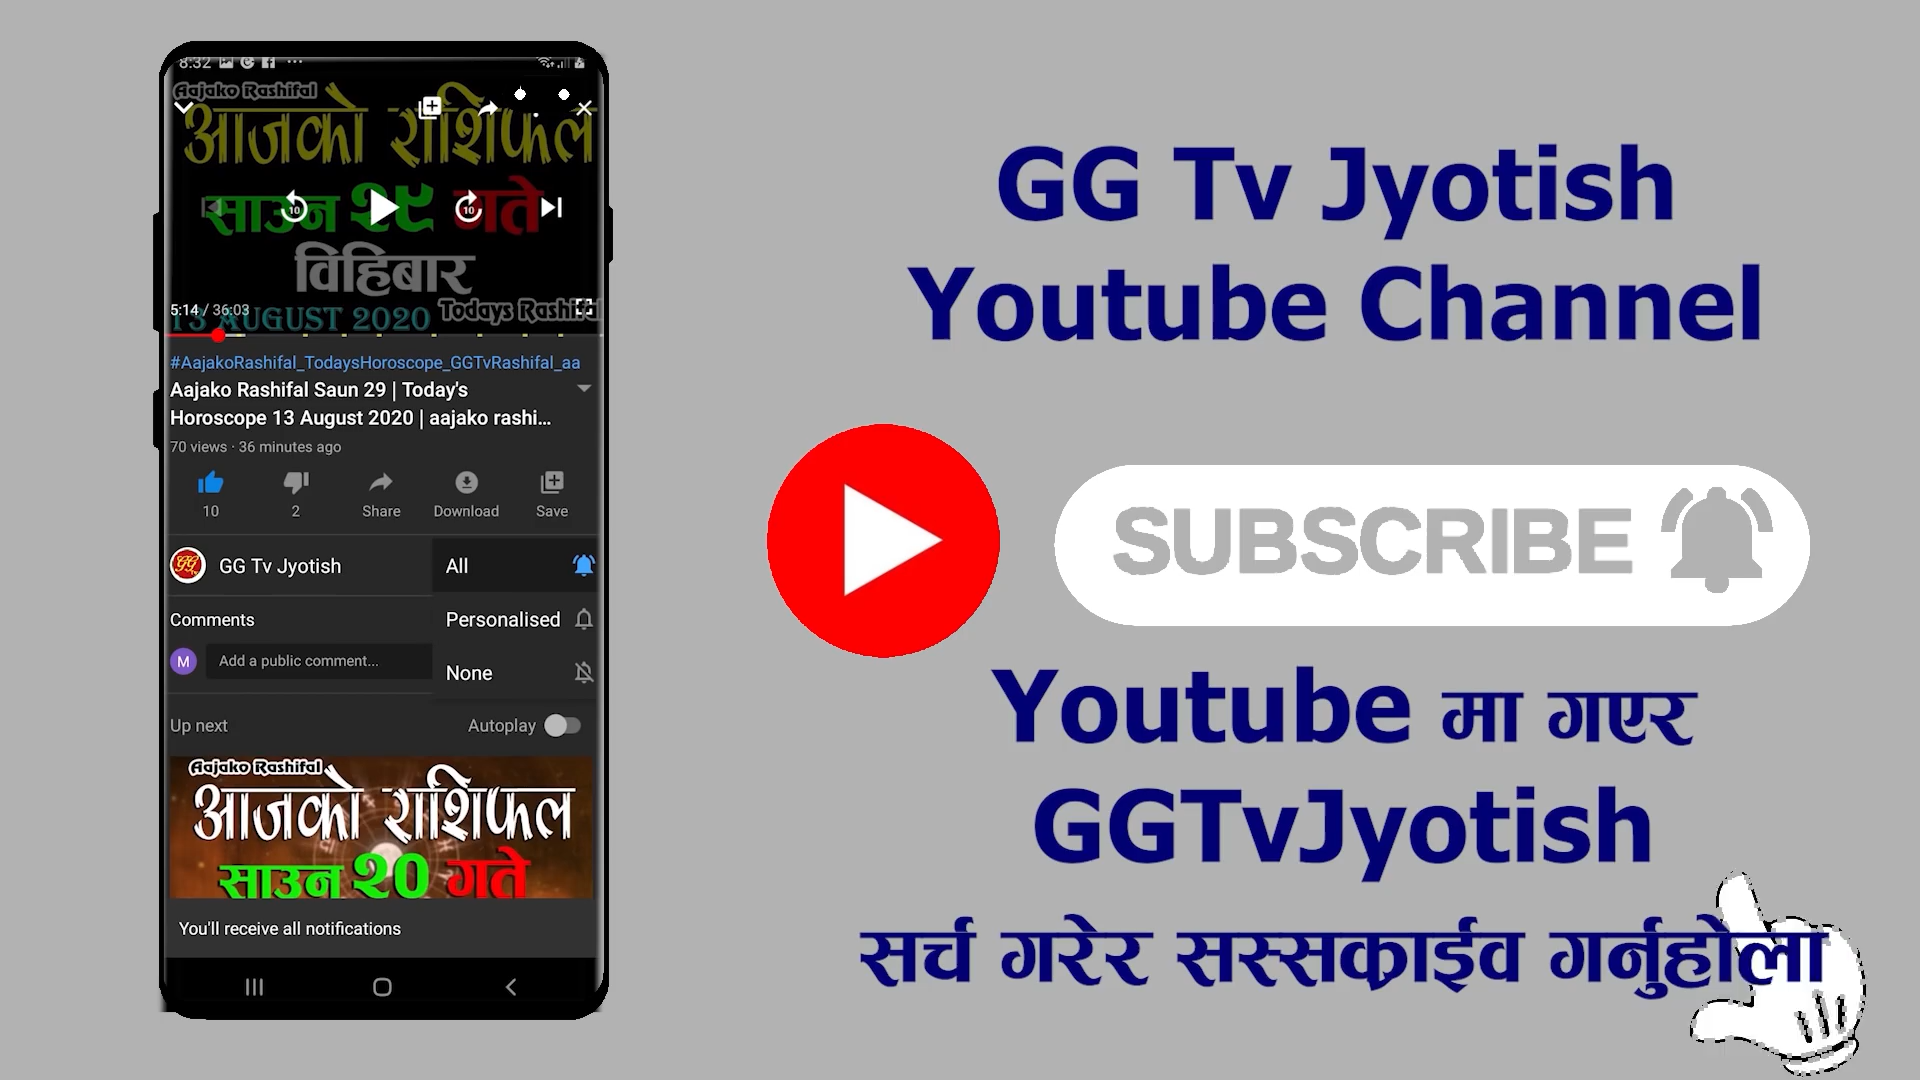 8:32
Aajako Rashifal
आजको राशिफल
साउन २९ गते
विहिबार
5:14 / 36:03
13 AUGUST 2020
Todays Rashifal
#AajakoRashifal_TodaysHoroscope_GGTvRashifal_aa
Aajako Rashifal Saun 29 | Today's
Horoscope 13 August 2020 | aajako rashi...
70 views · 36 minutes ago
10 2 Share Download Save
GG Tv Jyotish
All
Personalised
None
Comments
M
Add a public comment...
Up next
Autoplay
Aajako Rashifal
आजको राशिफल
साउन २० गते
You'll receive all notifications
GG Tv Jyotish
Youtube Channel
SUBSCRIBE
Youtube मा गएर
GGTvJyotish
सर्च गरेर सस्सक्राईव गर्नुहोला